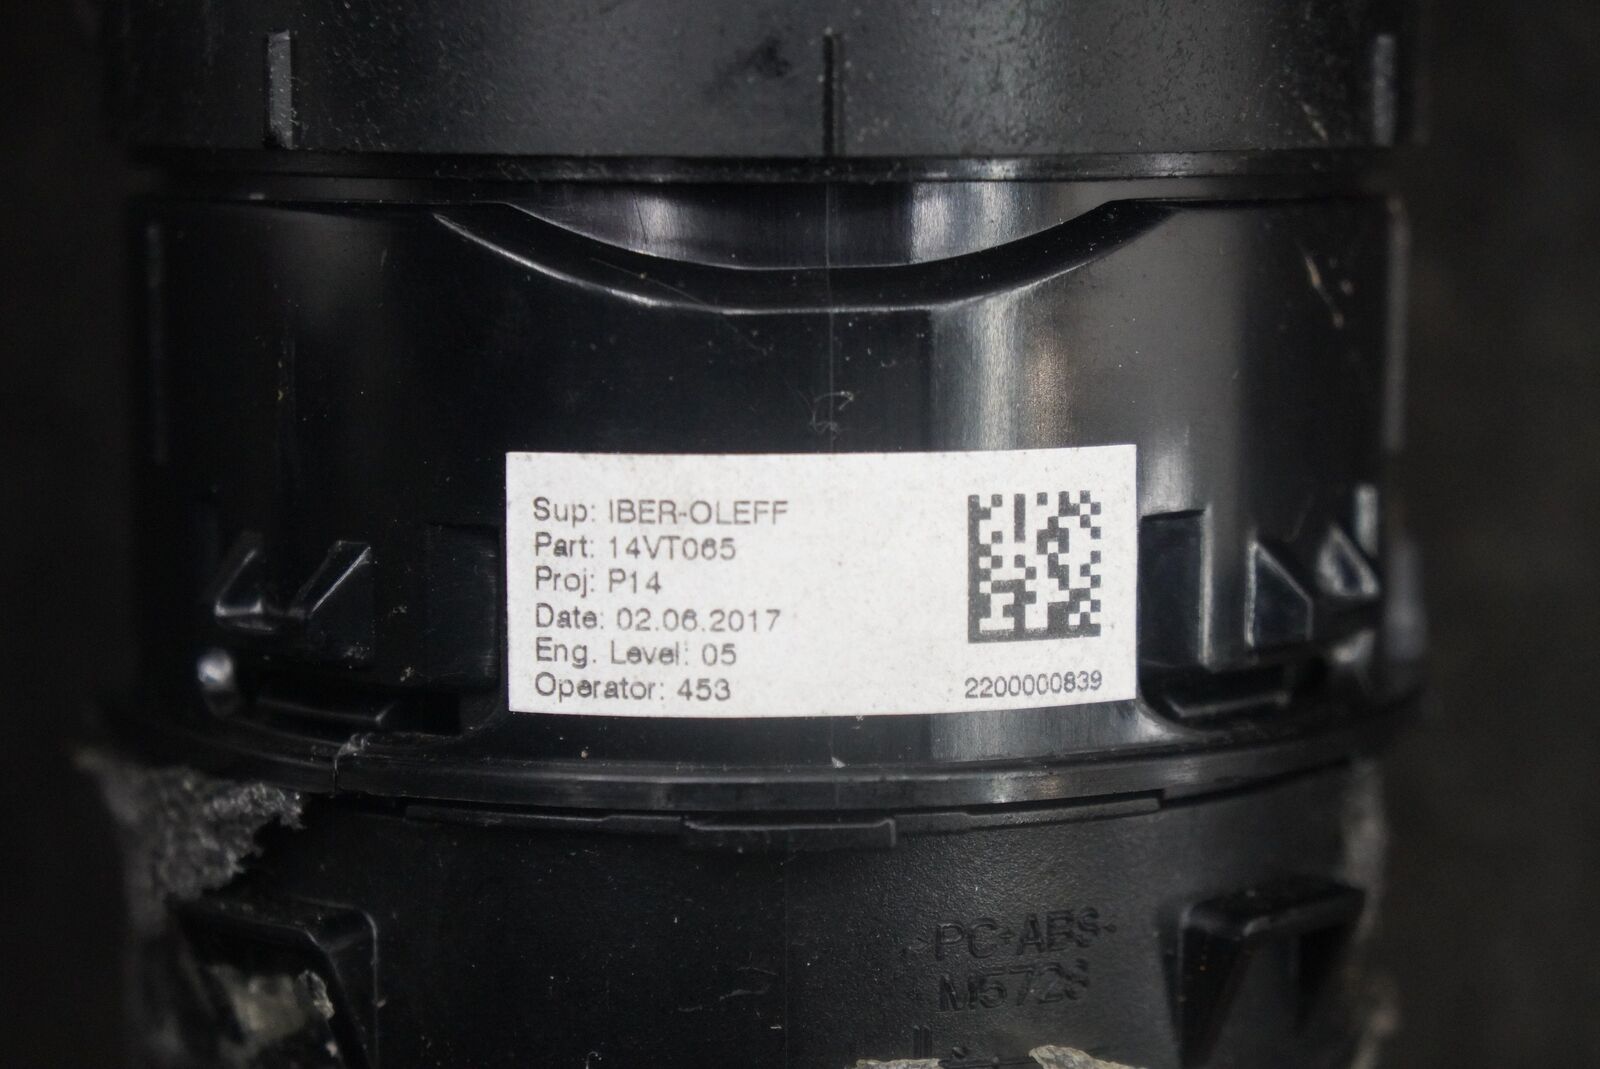 Sup: IBER-OLEFF
Part: 14VT065
Proj: P14
Date: 02.06.2017
Eng. Level: 05
Operator: 453
2200000839
>PC+ABS<